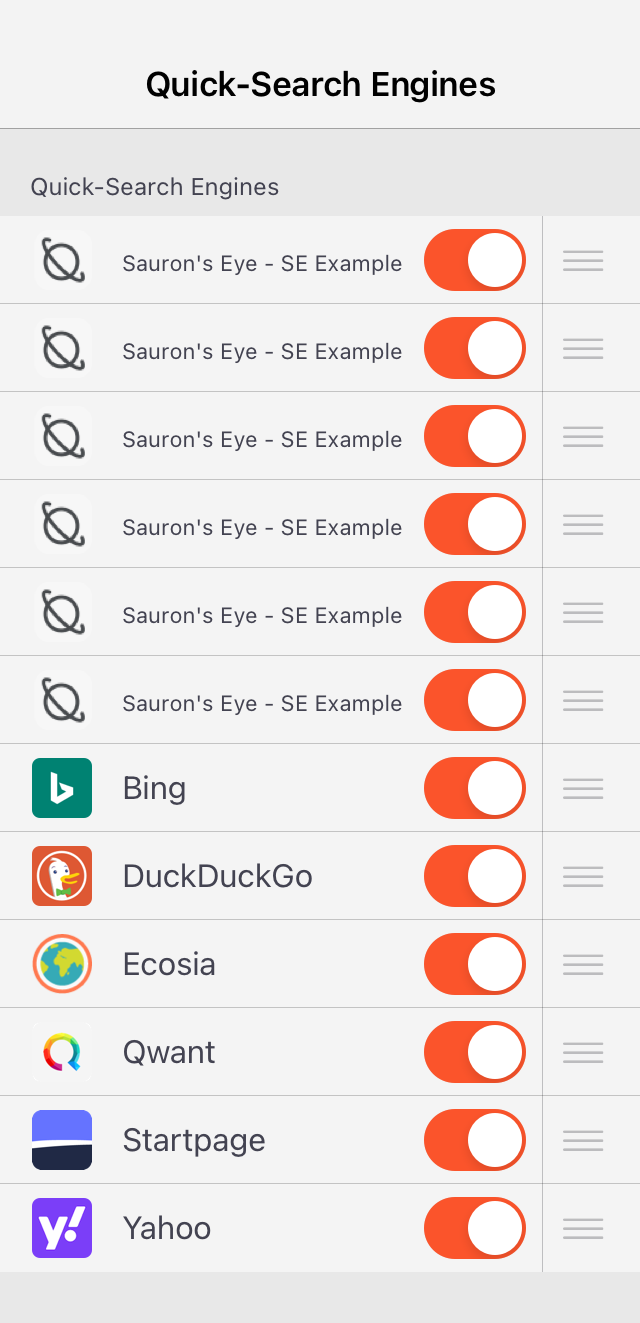 Quick-Search Engines
Quick-Search Engines
Sauron's Eye - SE Example
Sauron's Eye - SE Example
Sauron's Eye - SE Example
Sauron's Eye - SE Example
Sauron's Eye - SE Example
Sauron's Eye - SE Example
Bing
DuckDuckGo
Ecosia
Qwant
Startpage
Yahoo